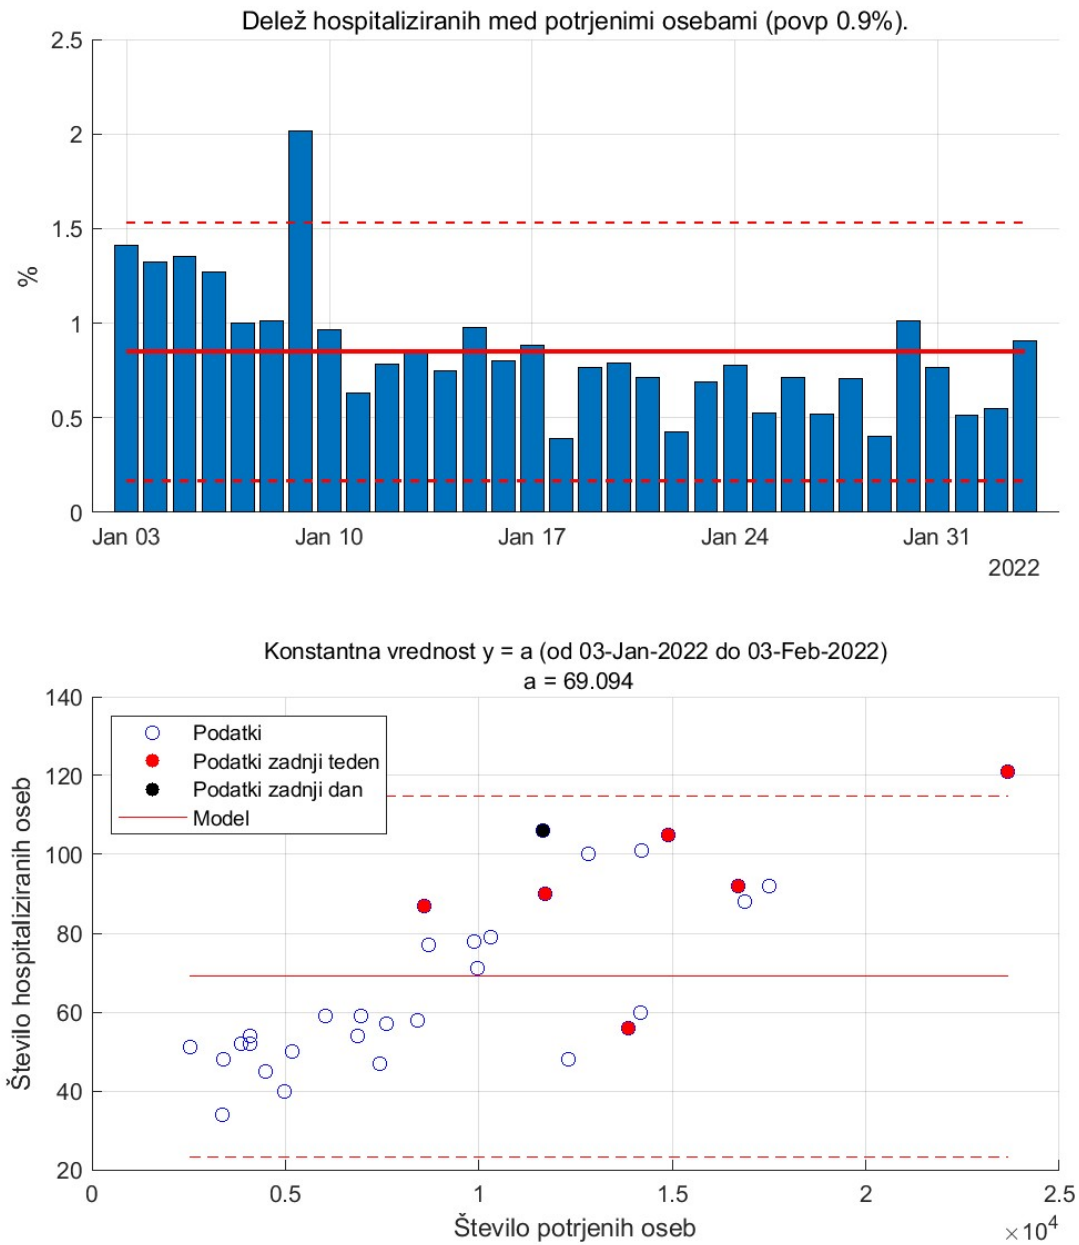 Delež hospitaliziranih med potrjenimi osebami (povp 0.9%).
2.5
2
1.5
1
0.5
0
%
Jan 03 Jan 10 Jan 17 Jan 24 Jan 31
2022
Konstantna vrednost y = a (od 03-Jan-2022 do 03-Feb-2022)
a = 69.094
140
120
100
80
60
40
20
Število hospitaliziranih oseb
Podatki
Podatki zadnji teden
Podatki zadnji dan
Model
0 0.5 1 1.5 2 2.5
Število potrjenih oseb
×10⁴